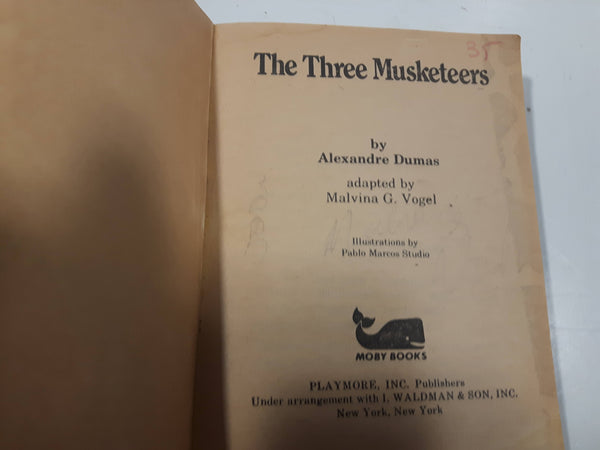 35
The Three Musketeers
by
Alexandre Dumas
adapted by
Malvina G. Vogel
Illustrations by
Pablo Marcos Studio
MOBY BOOKS
PLAYMORE, INC. Publishers
Under arrangement with I. WALDMAN & SON, INC.
New York, New York